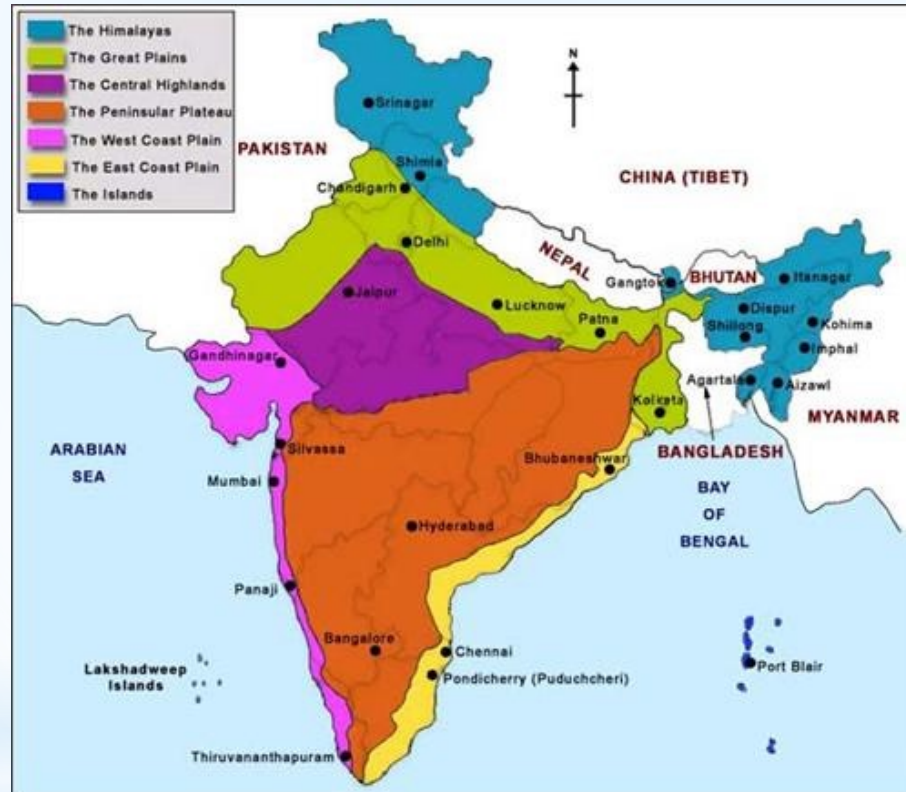 The Himalayas
The Great Plains
The Central Highlands
The Peninsular Plateau
The West Coast Plain
The East Coast Plain
The Islands
N
Srinagar
PAKISTAN
Shimla
CHINA (TIBET)
Chandigarh
Delhi
NEPAL
Gangtok
BHUTAN
Itanagar
Jaipur
Lucknow
Patna
Dispur
Shillong
Kohima
Imphal
Gandhinagar
Agartala
Aizawl
Kolketa
MYANMAR
ARABIAN
SEA
Silvassa
Bhubaneshwar
BANGLADESH
Mumbai
BAY
OF
BENGAL
Hyderabad
Panaji
Bangalore
Chennai
Lakshadweep
Islands
Port Blair
Pondicherry (Puduchcheri)
Thiruvananthapuram